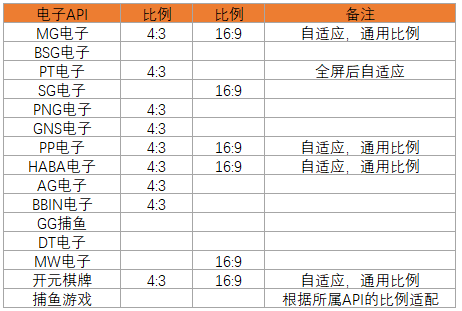 电子API 比例 比例 备注
MG电子 4:3 16:9 自适应，通用比例
BSG电子
PT电子 4:3 全屏后自适应
SG电子 16:9
PNG电子 4:3
GNS电子 4:3
PP电子 4:3 16:9 自适应，通用比例
HABA电子 4:3 16:9 自适应，通用比例
AG电子 4:3
BBIN电子 4:3
GG捕鱼
DT电子
MW电子 16:9
开元棋牌 4:3 16:9 自适应，通用比例
捕鱼游戏 根据所属API的比例适配